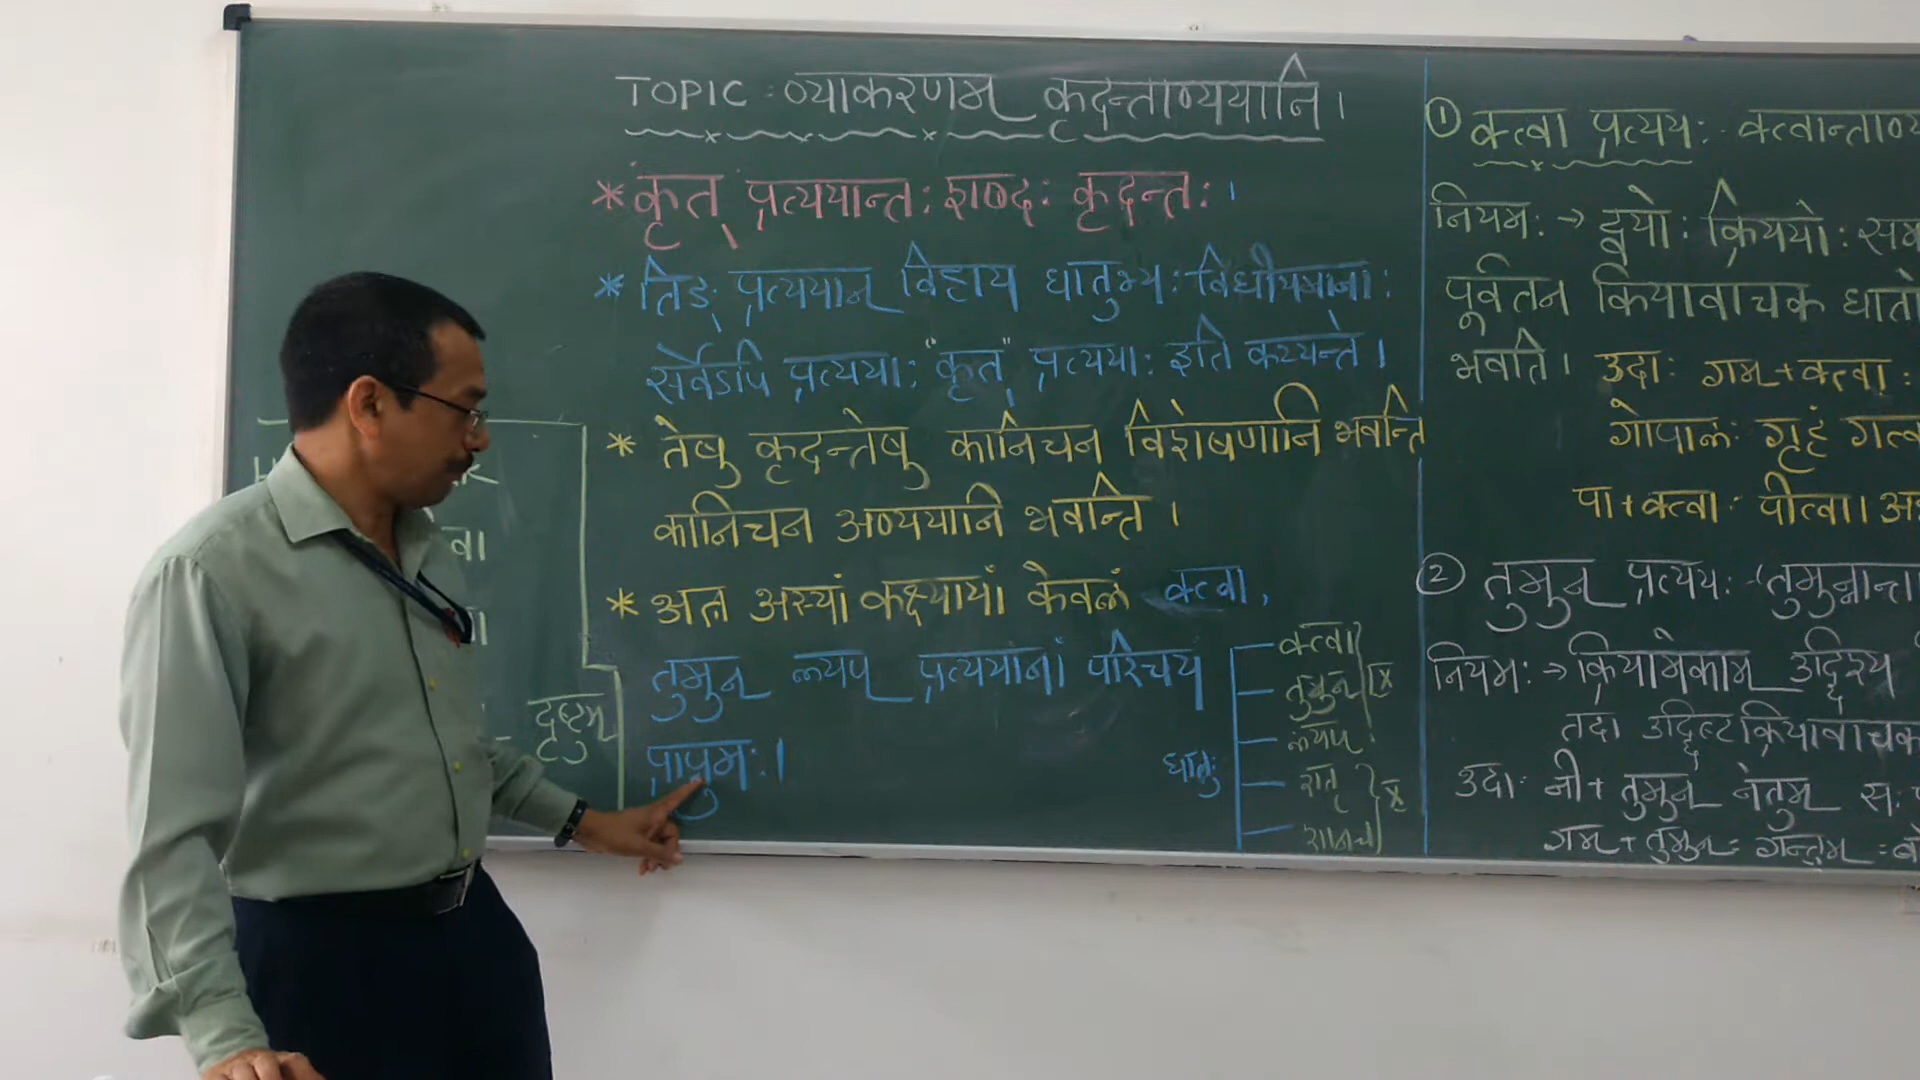 TOPIC : व्याकरणम् कृदन्ताव्ययानि ।
* कृत् प्रत्ययान्तः शब्दः कृदन्तः ।
* तिङ् प्रत्ययान् विहाय धातुभ्यः विधीयमानाः
सर्वेऽपि प्रत्ययाः "कृत्" प्रत्ययाः इति कथ्यन्ते ।
* तेषु कृदन्तेषु कानिचन विशेषणानि भवन्ति
कानिचन अव्ययानि भवन्ति ।
* अत्र अस्यां कक्ष्यायां केवलं क्त्वा,
तुमुन् ल्यप् प्रत्ययानां परिचयं
प्राप्नुमः ।
धातुः
क्त्वा
तुमुन्
ल्यप्
शतृ
शानच्
दृष्टुम्
① क्त्वा प्रत्ययः
नियमः → द्वयोः क्रिययोः
पूर्वतन क्रियावाचक
भवति । उदाः गम् + क्त्वा :
गोपालः गृहं
पा + क्त्वा : पीत्वा ।
② तुमुन् प्रत्ययः
नियमः → क्रियामेकाम् उद्दिश्य
तदा उद्दिष्ट क्रियावाचक
उदाः नी + तुमुन् नेतुम् सः
गम् + तुमुन् = गन्तुम् =